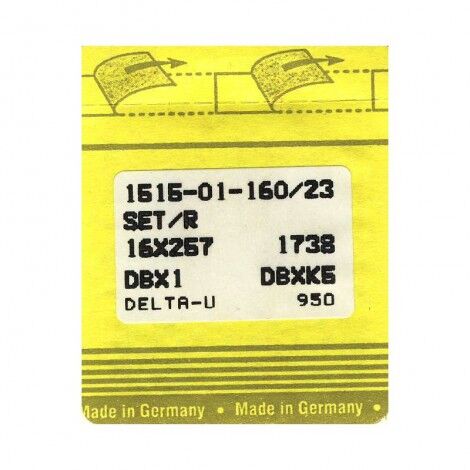 1515-01-160/23
SET/R
16X257 1738
DBX1 DBXK5
DELTA-U 950
Made in Germany • Made in Germany •